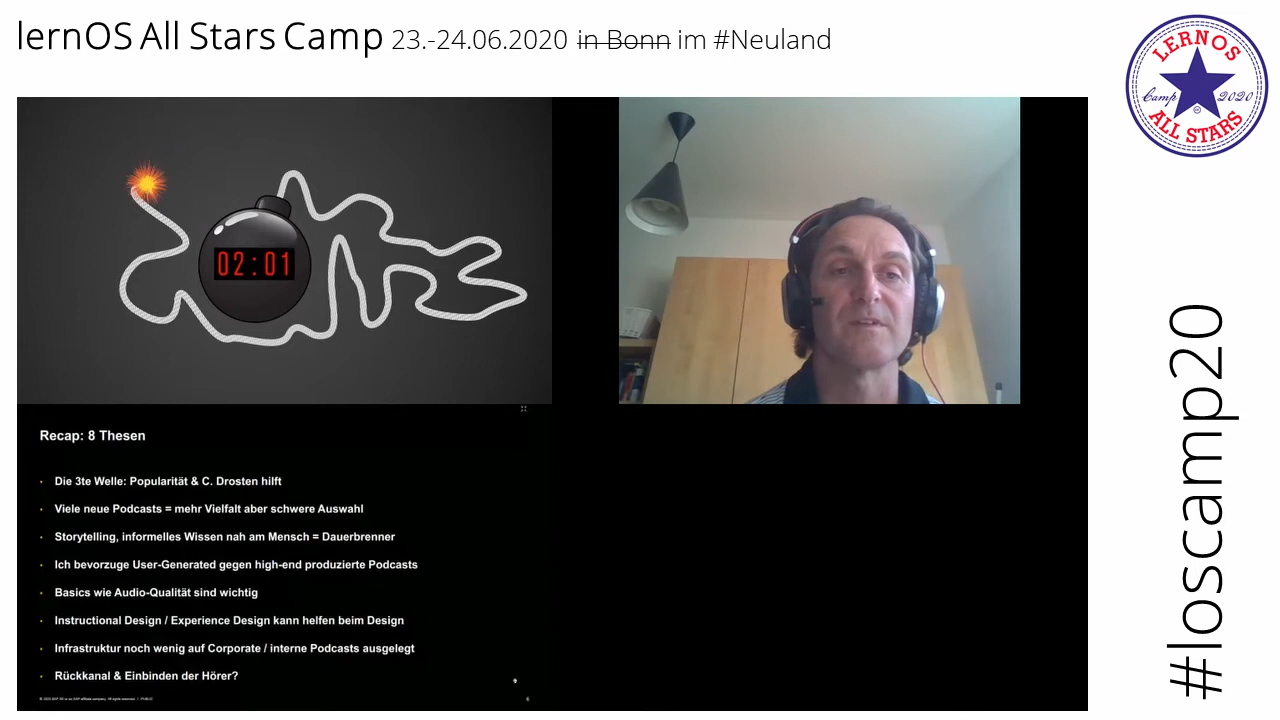 lernOS All Stars Camp 23.-24.06.2020 in Bonn im #Neuland
LERNOS
Camp 2020
ALL STARS
02:01
Recap: 8 Thesen
• Die 3te Welle: Popularität & C. Drosten hilft
• Viele neue Podcasts = mehr Vielfalt aber schwere Auswahl
• Storytelling, informelles Wissen nah am Mensch = Dauerbrenner
• Ich bevorzuge User-Generated gegen high-end produzierte Podcasts
• Basics wie Audio-Qualität sind wichtig
• Instructional Design / Experience Design kann helfen beim Design
• Infrastruktur noch wenig auf Corporate / interne Podcasts ausgelegt
• Rückkanal & Einbinden der Hörer?
#loscamp20